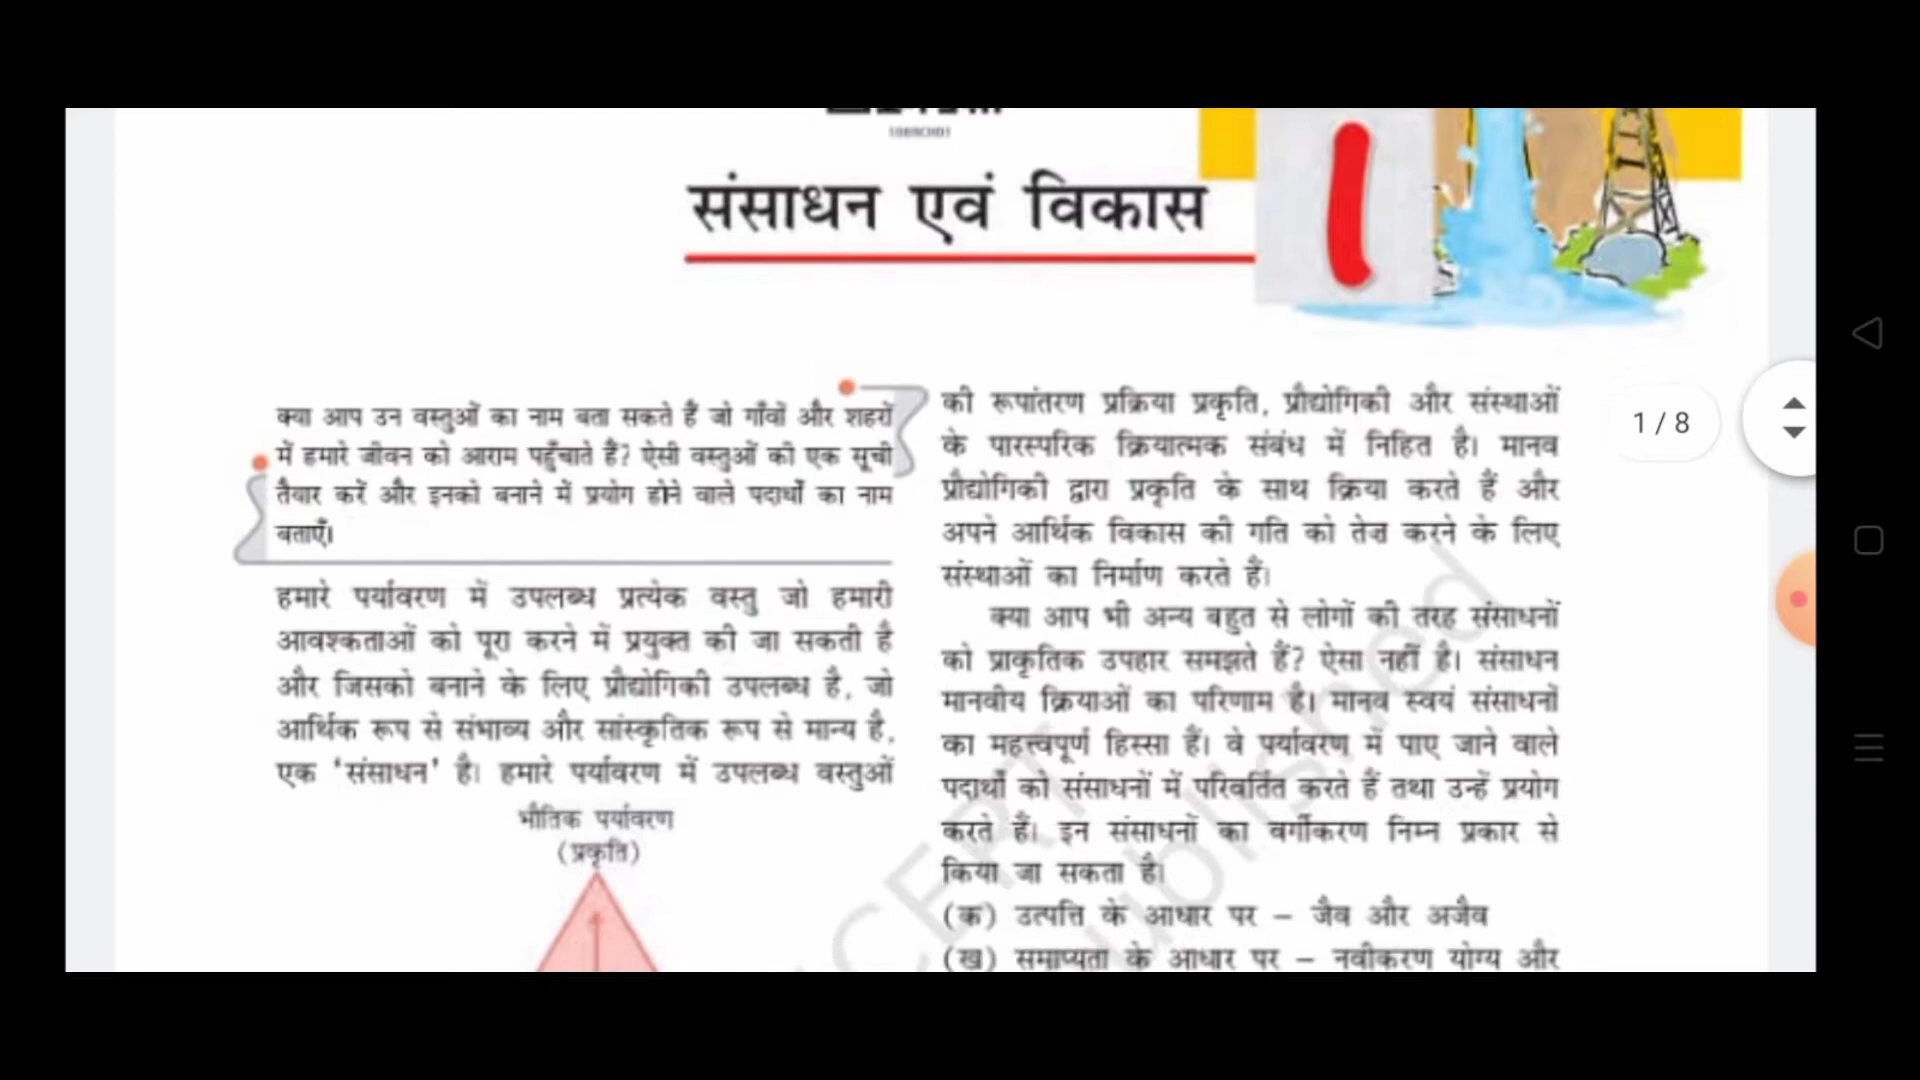 1069CH01
संसाधन एवं विकास
1
क्या आप उन वस्तुओं का नाम बता सकते हैं जो गाँवों और शहरों
में हमारे जीवन को आराम पहुँचाते हैं? ऐसी वस्तुओं की एक सूची
तैयार करें और इनको बनाने में प्रयोग होने वाले पदार्थों का नाम
बताएँ।
हमारे पर्यावरण में उपलब्ध प्रत्येक वस्तु जो हमारी
आवश्कताओं को पूरा करने में प्रयुक्त की जा सकती है
और जिसको बनाने के लिए प्रौद्योगिकी उपलब्ध है, जो
आर्थिक रूप से संभाव्य और सांस्कृतिक रूप से मान्य है,
एक ‘संसाधन’ है। हमारे पर्यावरण में उपलब्ध वस्तुओं
भौतिक पर्यावरण
(प्रकृति)
की रूपांतरण प्रक्रिया प्रकृति, प्रौद्योगिकी और संस्थाओं
के पारस्परिक क्रियात्मक संबंध में निहित है। मानव
प्रौद्योगिकी द्वारा प्रकृति के साथ क्रिया करते हैं और
अपने आर्थिक विकास की गति को तेज करने के लिए
संस्थाओं का निर्माण करते हैं।
क्या आप भी अन्य बहुत से लोगों की तरह संसाधनों
को प्राकृतिक उपहार समझते हैं? ऐसा नहीं है। संसाधन
मानवीय क्रियाओं का परिणाम है। मानव स्वयं संसाधनों
का महत्त्वपूर्ण हिस्सा हैं। वे पर्यावरण में पाए जाने वाले
पदार्थों को संसाधनों में परिवर्तित करते हैं तथा उन्हें प्रयोग
करते हैं। इन संसाधनों का वर्गीकरण निम्न प्रकार से
किया जा सकता है।
(क) उत्पत्ति के आधार पर – जैव और अजैव
(ख) समाप्यता के आधार पर – नवीकरण योग्य और
1 / 8